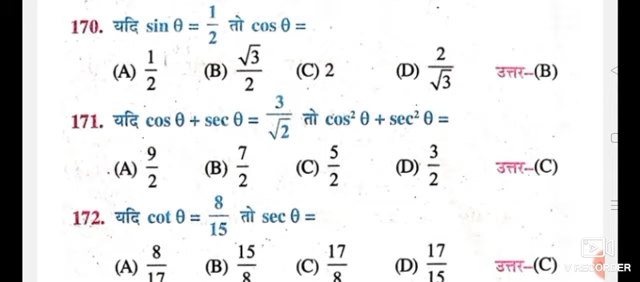 170. यदि sin θ = 1/2 तो cos θ =
(A) 1/2 (B) √3/2 (C) 2 (D) 2/√3 उत्तर–(B)
171. यदि cos θ + sec θ = 3/√2 तो cos² θ + sec² θ =
(A) 9/2 (B) 7/2 (C) 5/2 (D) 3/2 उत्तर–(C)
172. यदि cot θ = 8/15 तो sec θ =
(A) 8/17 (B) 15/8 (C) 17/8 (D) 17/15 उत्तर–(C)
V RECORDER